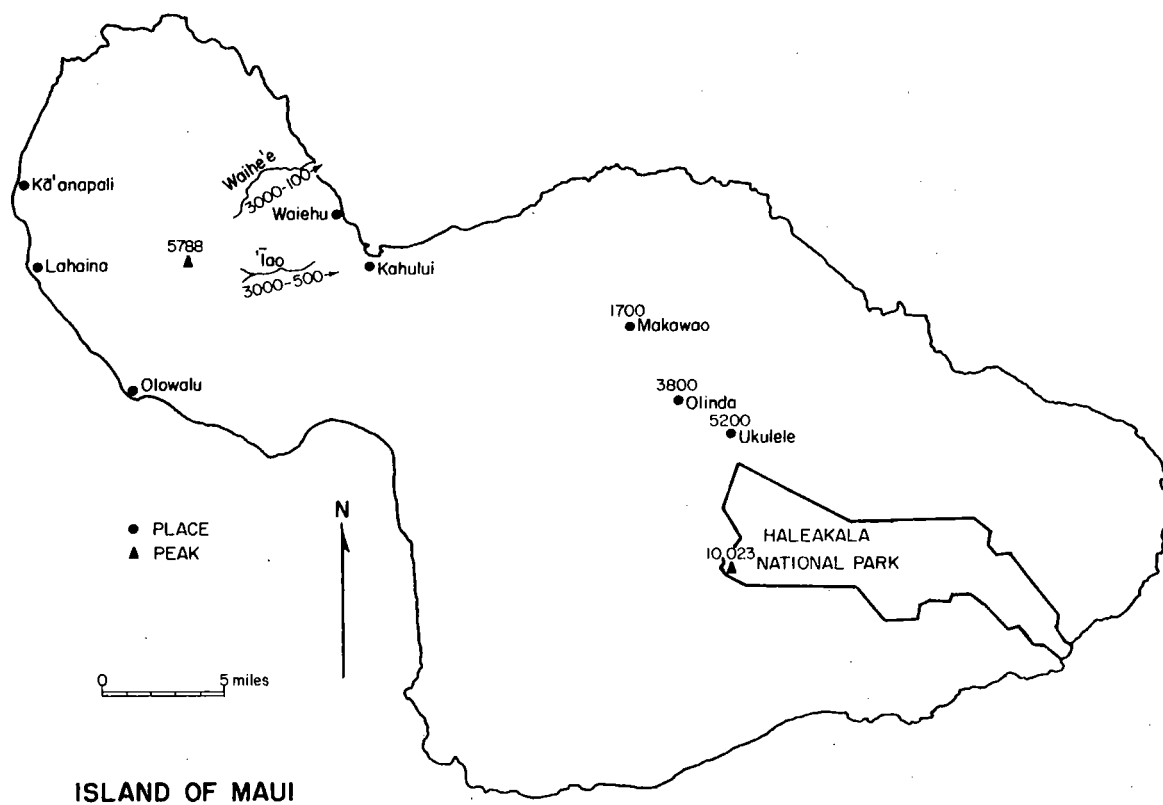 Kā'anapali
Waihe'e
3000-100
Waiehu
5788
Lahaina
'Īao
3000-500
Kahului
1700
Makawao
Olowalu
3800
Olinda
5200
Ukulele
PLACE
PEAK
N
HALEAKALA
10,023
NATIONAL PARK
0 5 miles
ISLAND OF MAUI